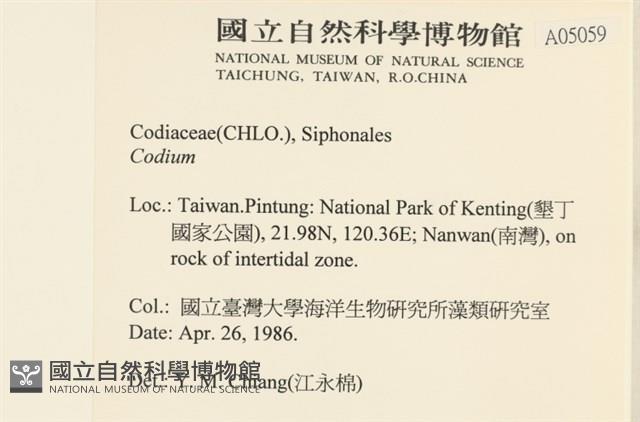 國立自然科學博物館
A05059
NATIONAL MUSEUM OF NATURAL SCIENCE
TAICHUNG, TAIWAN, R.O.CHINA
Codiaceae(CHLO.), Siphonales
Codium
Loc.: Taiwan.Pintung: National Park of Kenting(墾丁
國家公園), 21.98N, 120.36E; Nanwan(南灣), on
rock of intertidal zone.
Col.: 國立臺灣大學海洋生物研究所藻類研究室
Date: Apr. 26, 1986.
Det.: Y. M. Chiang(江永棉)
國立自然科學博物館
NATIONAL MUSEUM OF NATURAL SCIENCE